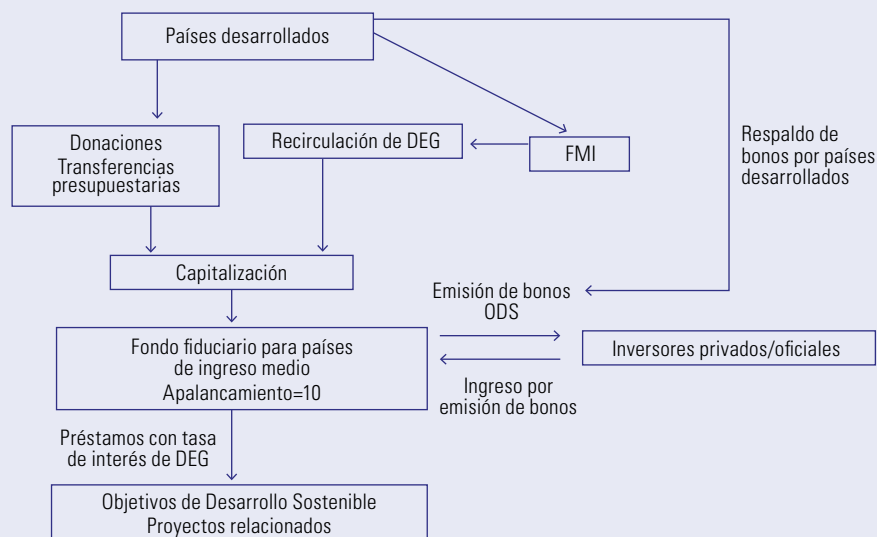 Países desarrollados
Donaciones
Transferencias
presupuestarias
Recirculación de DEG
FMI
Respaldo de
bonos por países
desarrollados
Capitalización
Emisión de bonos
ODS
Fondo fiduciario para países
de ingreso medio
Apalancamiento=10
Inversores privados/oficiales
Ingreso por
emisión de bonos
Préstamos con tasa
de interés de DEG
Objetivos de Desarrollo Sostenible
Proyectos relacionados